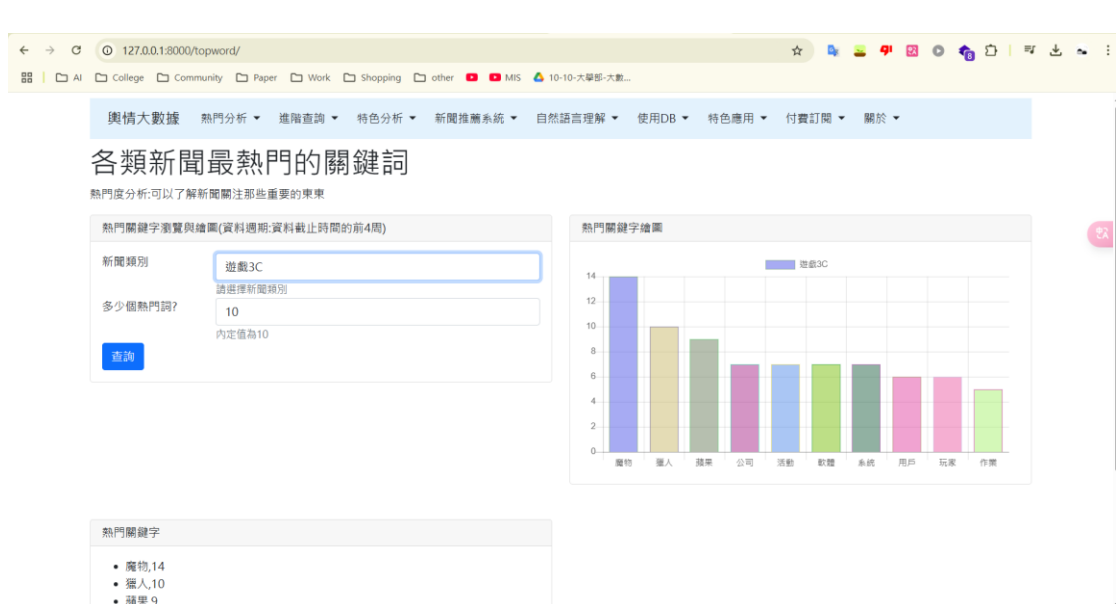 127.0.0.1:8000/topword/
AI College Community Paper Work Shopping other MIS 10-10-大學部-大數...
輿情大數據 熱門分析 進階查詢 特色分析 新聞推薦系統 自然語言理解 使用DB 特色應用 付費訂閱 關於
各類新聞最熱門的關鍵詞
熱門度分析:可以了解新聞關注那些重要的東東
熱門關鍵字瀏覽與繪圖(資料週期:資料截止時間的前4周)
新聞類別
遊戲3C
請選擇新聞類別
多少個熱門詞?
10
內定值為10
查詢
熱門關鍵字繪圖
遊戲3C
14
12
10
8
6
4
2
0
魔物 獵人 蘋果 公司 活動 軟體 系統 用戶 玩家 作業
熱門關鍵字
魔物,14
獵人,10
蘋果,9
8